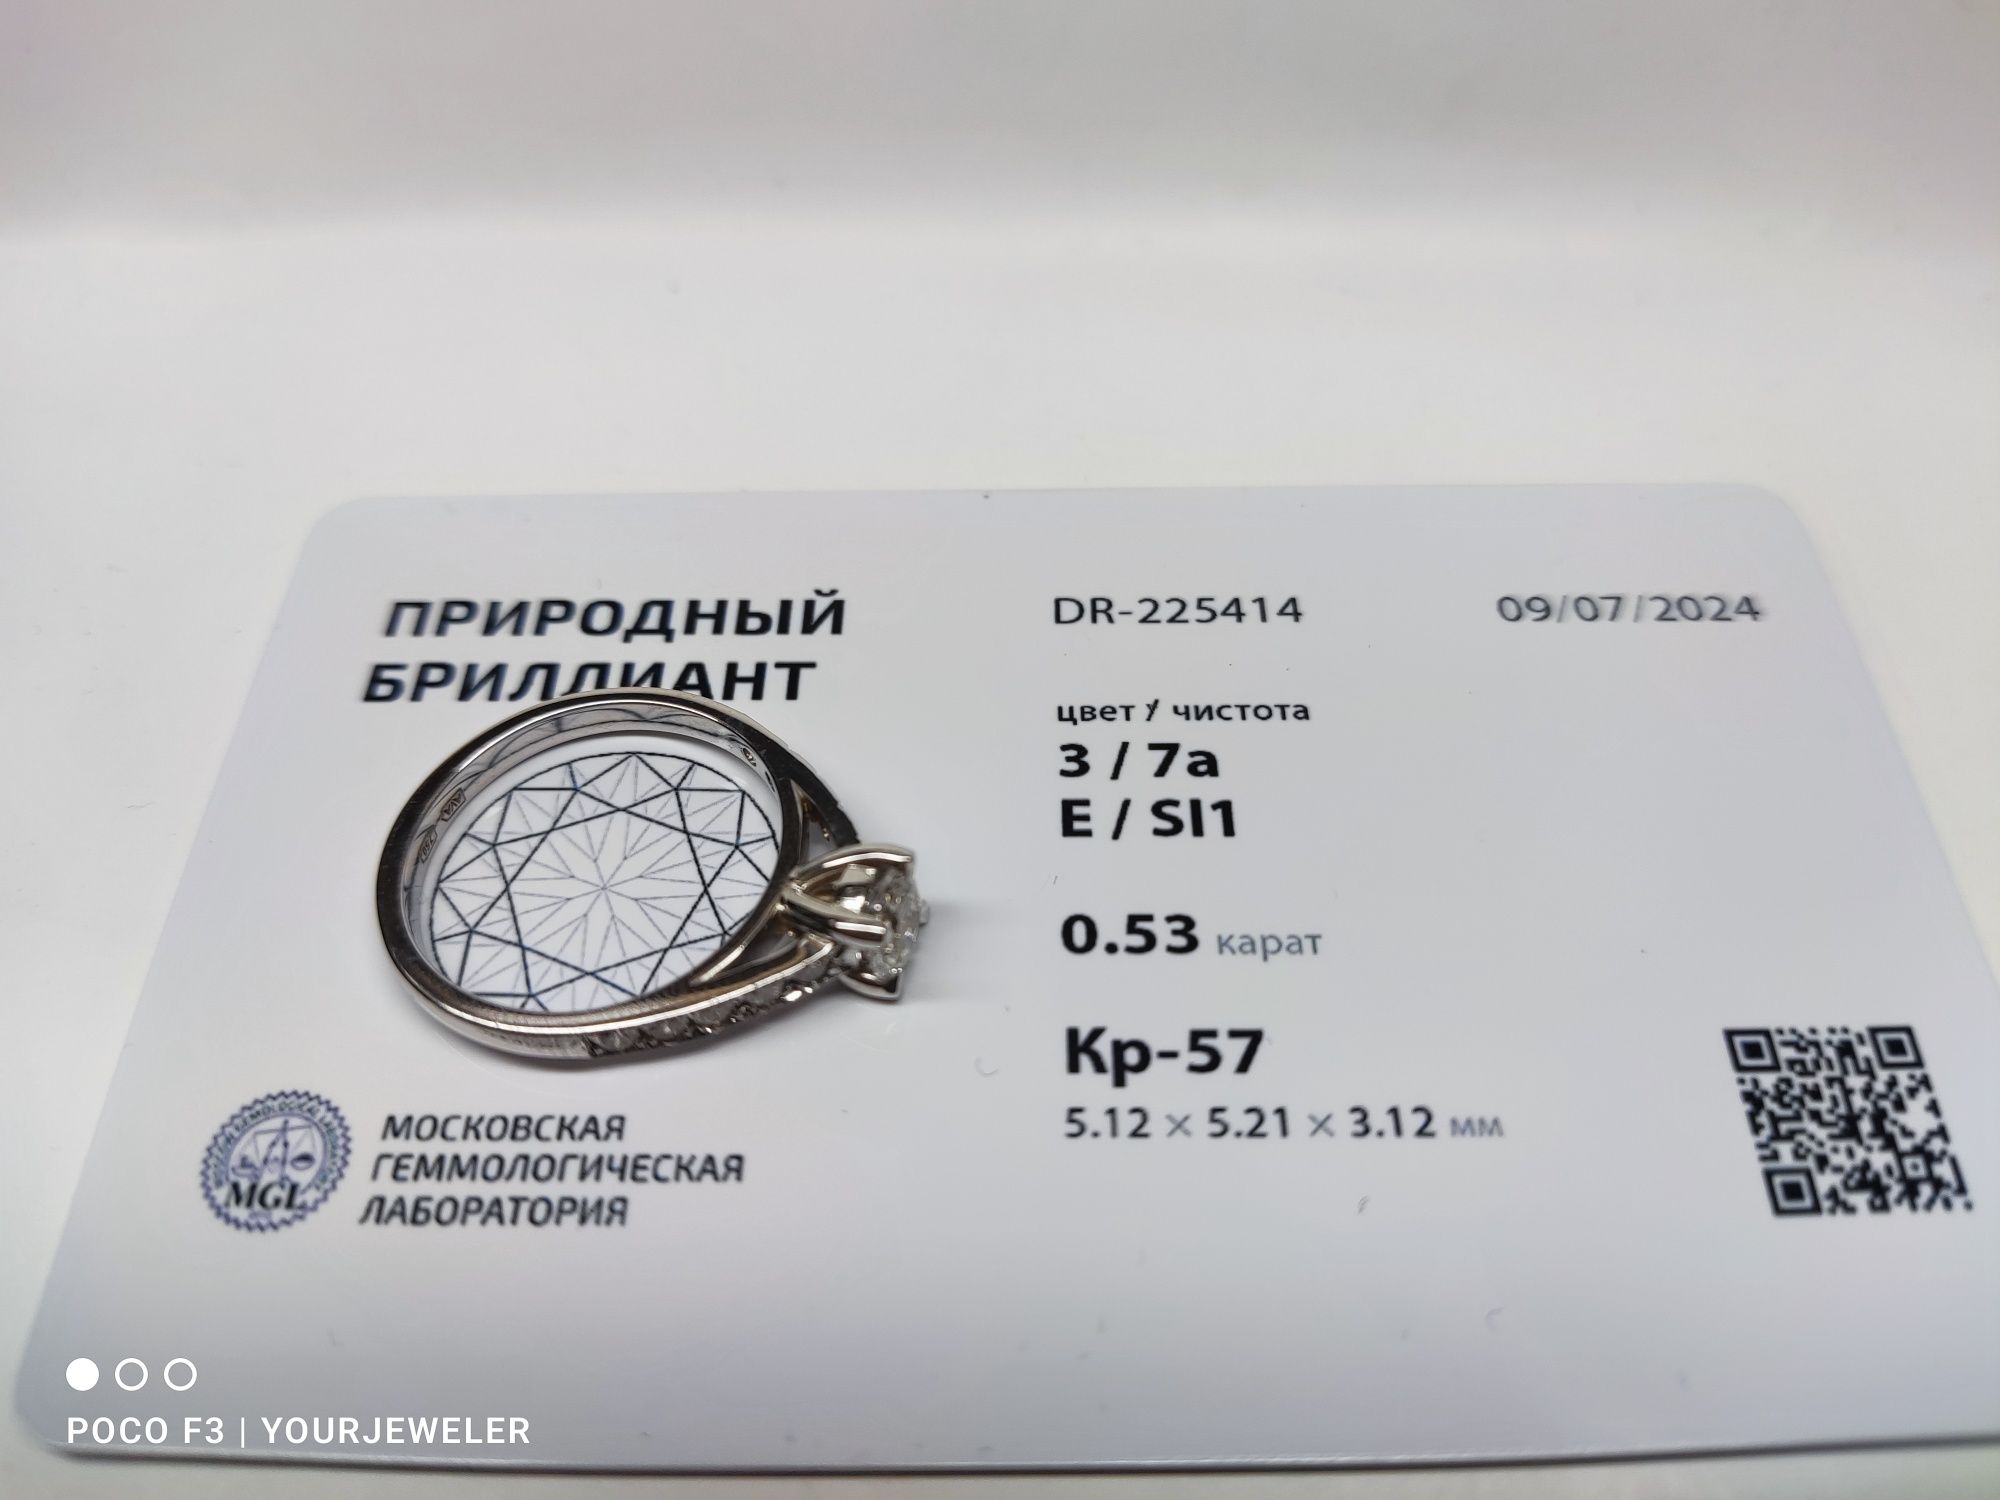 ПРИРОДНЫЙ
БРИЛЛИАНТ
DR-225414
09/07/2024
цвет / чистота
3 / 7а
E / SI1
0.53 карат
Кр-57
5.12 × 5.21 × 3.12 мм
MGL
МОСКОВСКАЯ
ГЕММОЛОГИЧЕСКАЯ
ЛАБОРАТОРИЯ
POCO F3 | YOURJEWELER